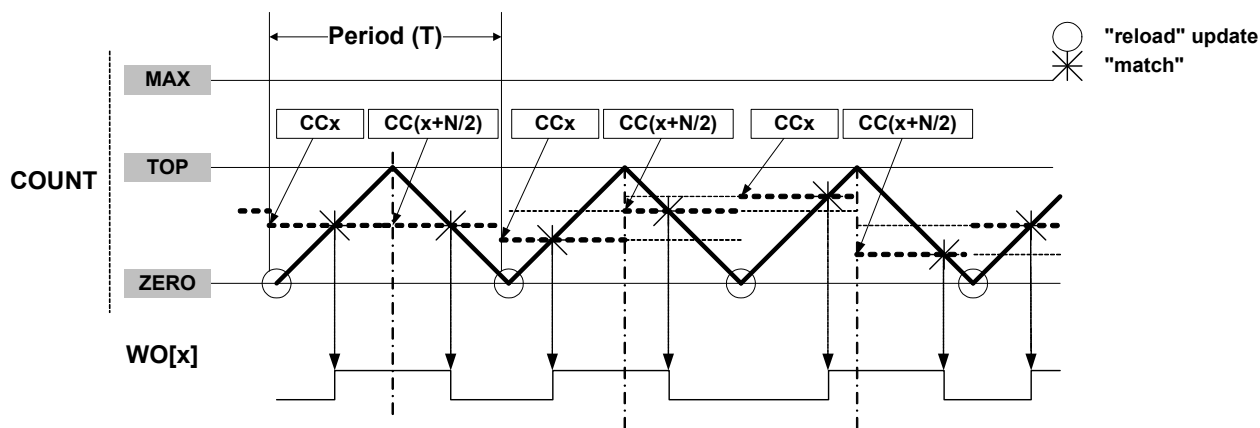 Period (T)
"reload" update
"match"
MAX
CCx
CC(x+N/2)
CCx
CC(x+N/2)
CCx
CC(x+N/2)
TOP
COUNT
ZERO
WO[x]